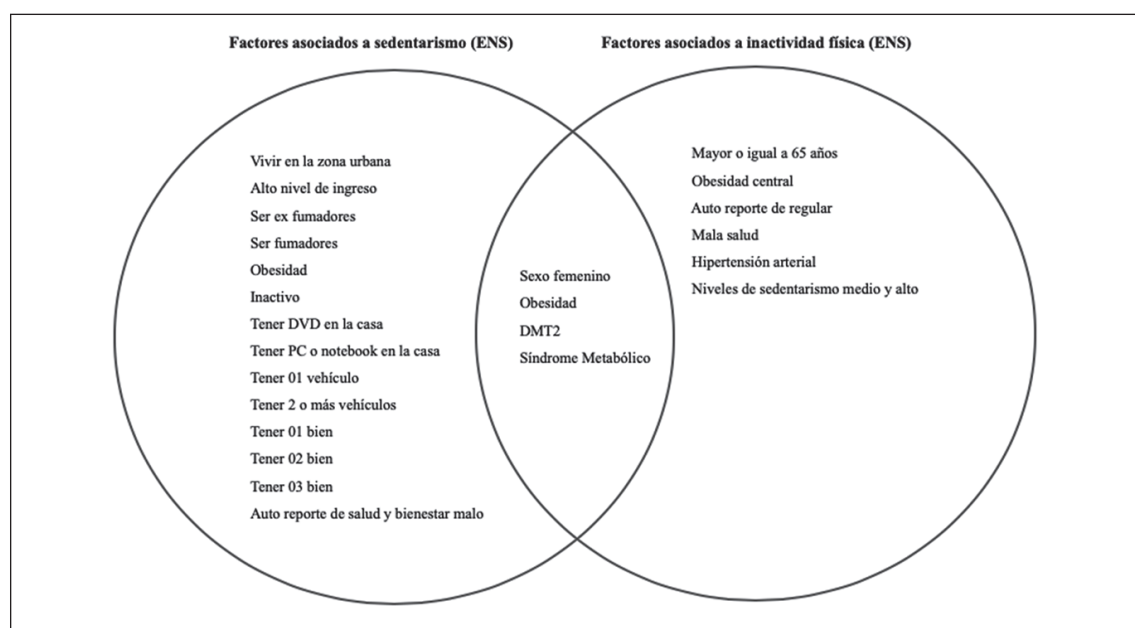 Factores asociados a sedentarismo (ENS)
Factores asociados a inactividad física (ENS)
Vivir en la zona urbana
Alto nivel de ingreso
Ser ex fumadores
Ser fumadores
Obesidad
Inactivo
Tener DVD en la casa
Tener PC o notebook en la casa
Tener 01 vehículo
Tener 2 o más vehículos
Tener 01 bien
Tener 02 bien
Tener 03 bien
Auto reporte de salud y bienestar malo
Sexo femenino
Obesidad
DMT2
Síndrome Metabólico
Mayor o igual a 65 años
Obesidad central
Auto reporte de regular
Mala salud
Hipertensión arterial
Niveles de sedentarismo medio y alto